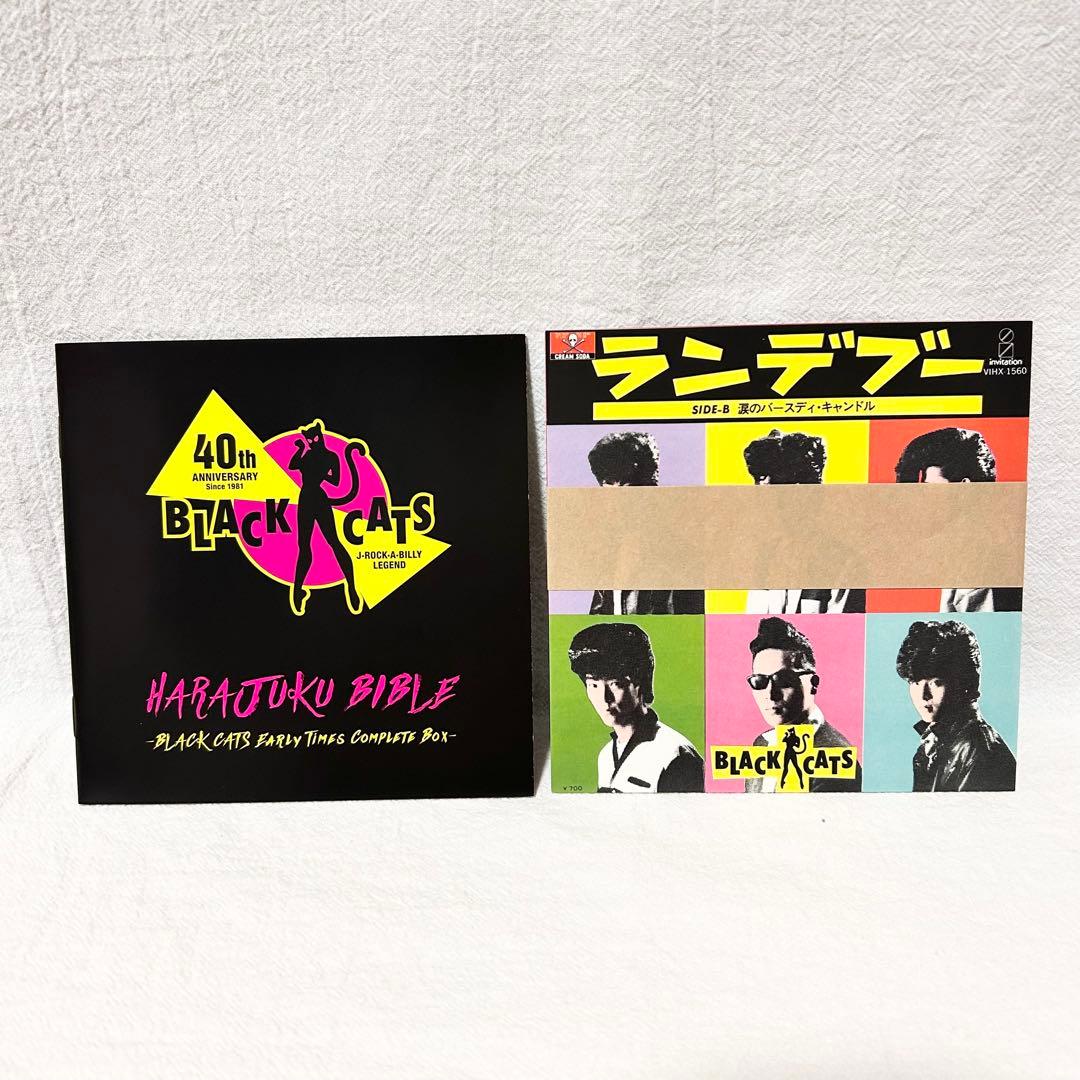 40th
ANNIVERSARY
Since 1981
BLACK CATS
J-ROCK-A-BILLY
LEGEND
HARAJUKU BIBLE
-BLACK CATS EARLY TIMES COMPLETE BOX-
CREAM SODA
ランデブー
invitation
VIHX-1560
SIDE-B 涙のバースディ・キャンドル
BLACK CATS
¥700